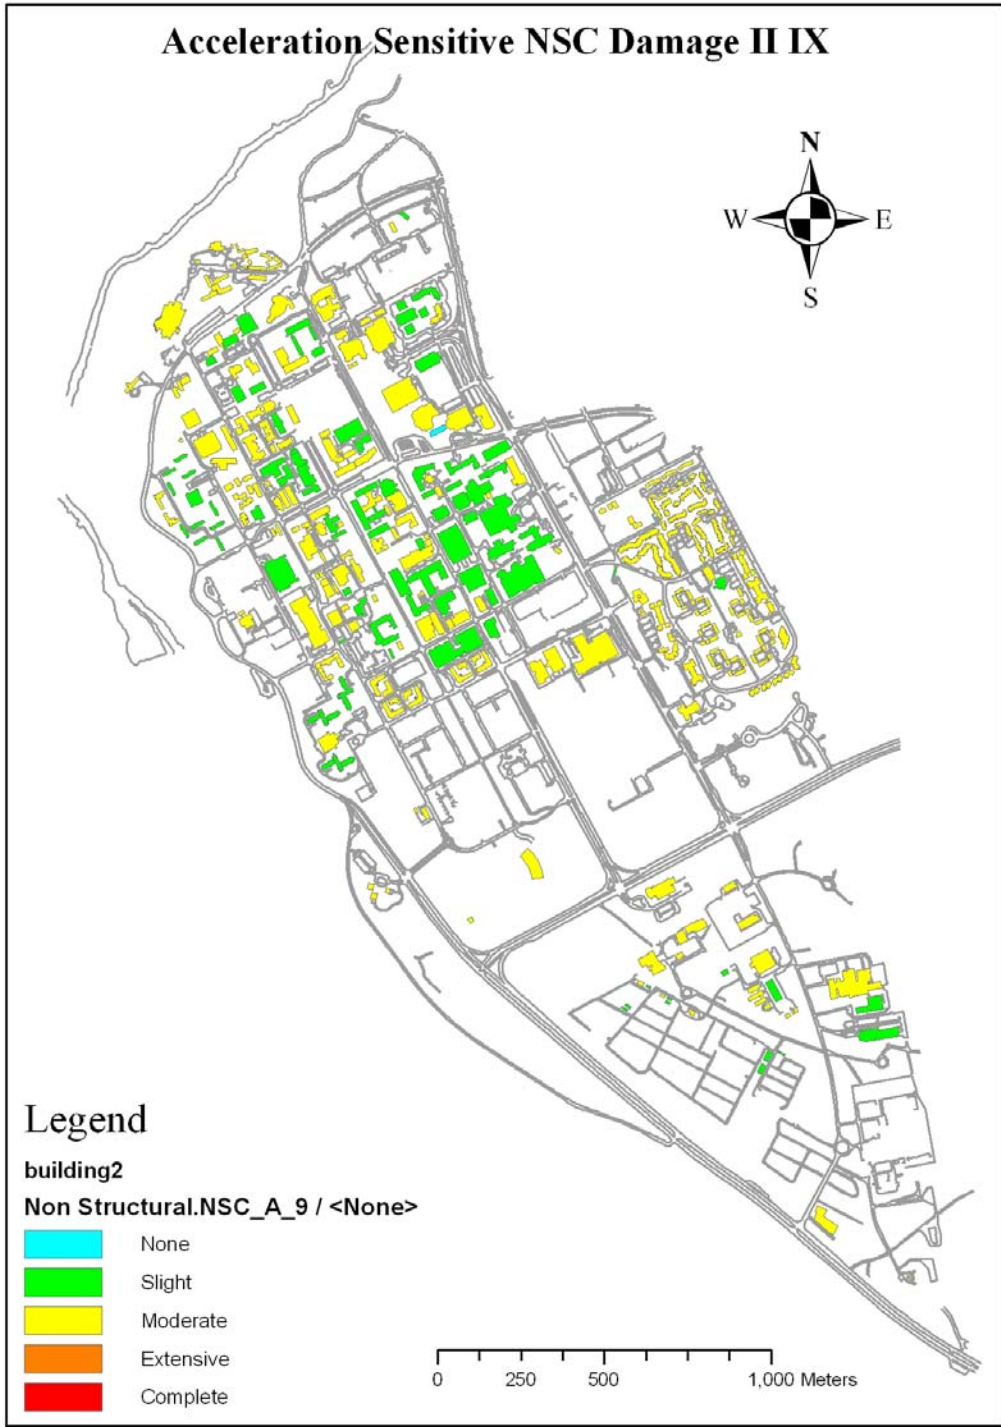 Acceleration Sensitive NSC Damage II IX
N
W E
S
Legend
building2
Non Structural.NSC_A_9 / <None>
None
Slight
Moderate
Extensive
Complete
0 250 500 1,000 Meters